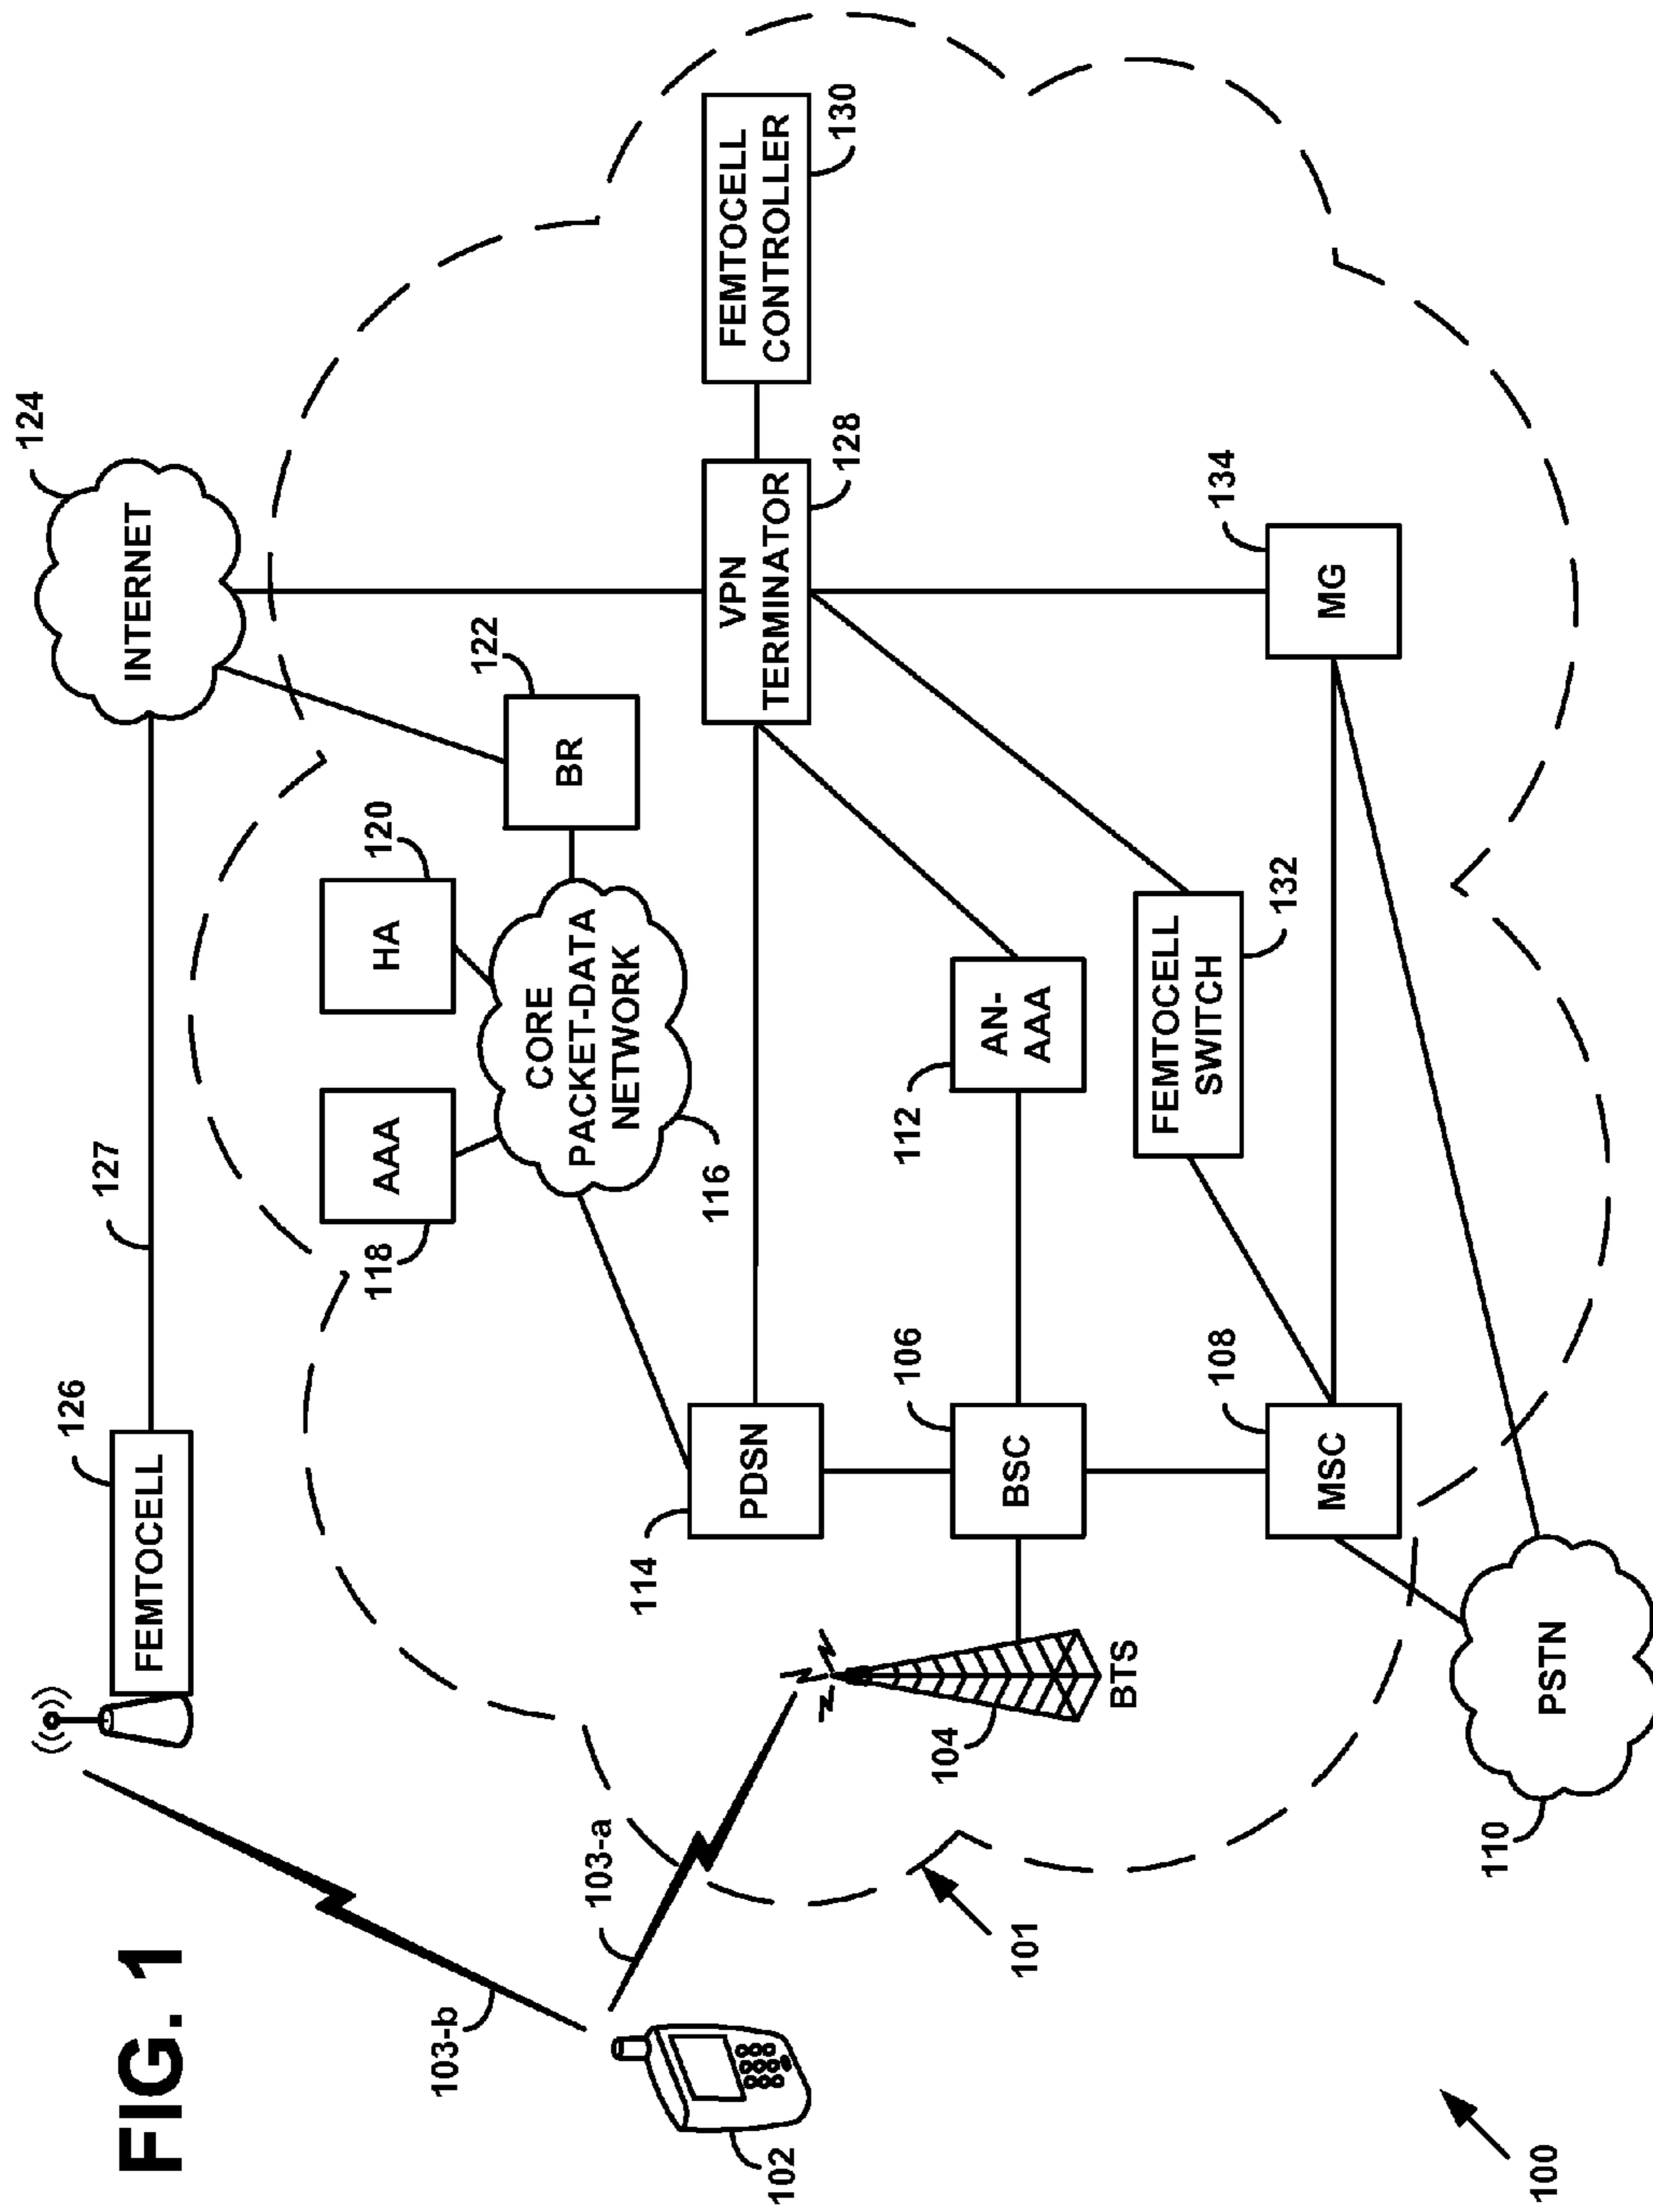 FIG. 1
126
127
124
FEMTOCELL
INTERNET
103-b
118
AAA
120
HA
122
BR
CORE
PACKET-DATA
NETWORK
116
103-a
102
114
PDSN
VPN
TERMINATOR
128
FEMTOCELL
CONTROLLER
130
106
BSC
112
AN-
AAA
104
BTS
101
108
MSC
FEMTOCELL
SWITCH
132
134
MG
110
PSTN
100